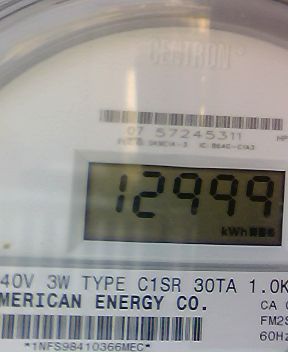 CENTRON
07 57245311
12999
kWh
40V 3W TYPE C1SR 30TA 1.0K
MERICAN ENERGY CO.
CA
FM2S
60Hz
*1NFS98410366MEC*